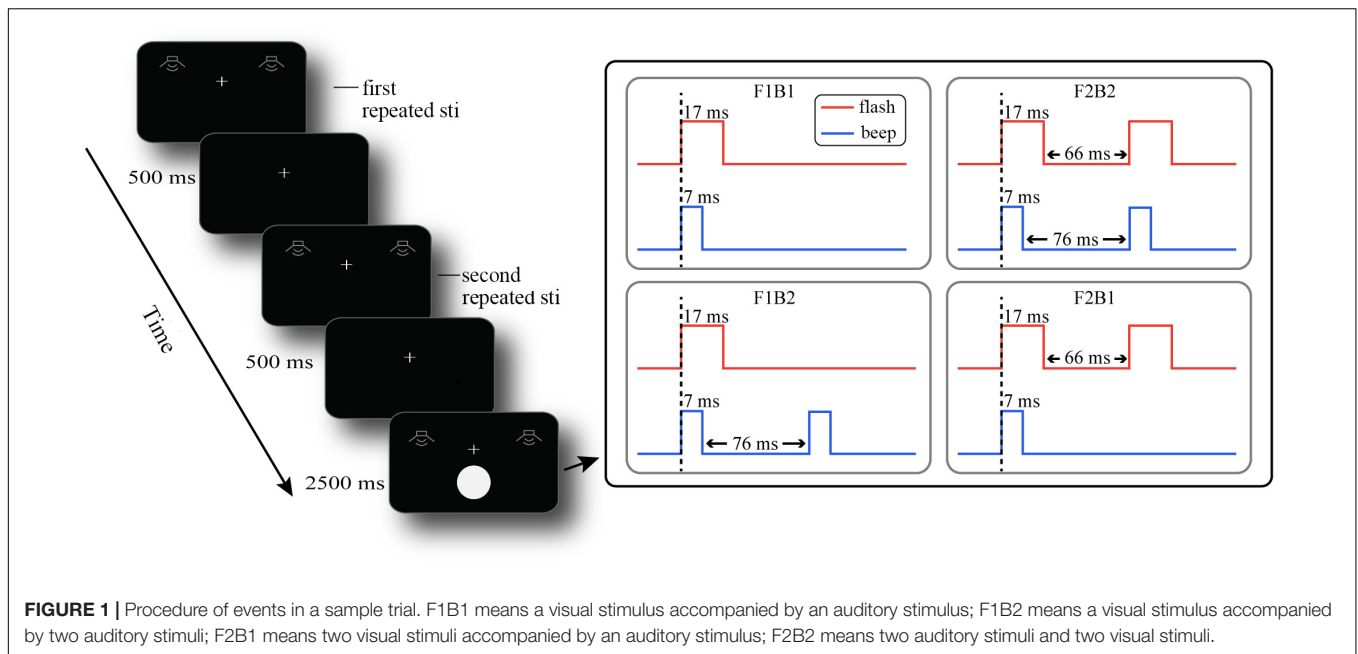 first
repeated sti
500 ms
second
repeated sti
500 ms
2500 ms
Time
F1B1
17 ms
flash
beep
7 ms
F2B2
17 ms
66 ms
7 ms
76 ms
F1B2
17 ms
7 ms
76 ms
F2B1
17 ms
66 ms
7 ms
FIGURE 1 | Procedure of events in a sample trial. F1B1 means a visual stimulus accompanied by an auditory stimulus; F1B2 means a visual stimulus accompanied
by two auditory stimuli; F2B1 means two visual stimuli accompanied by an auditory stimulus; F2B2 means two auditory stimuli and two visual stimuli.